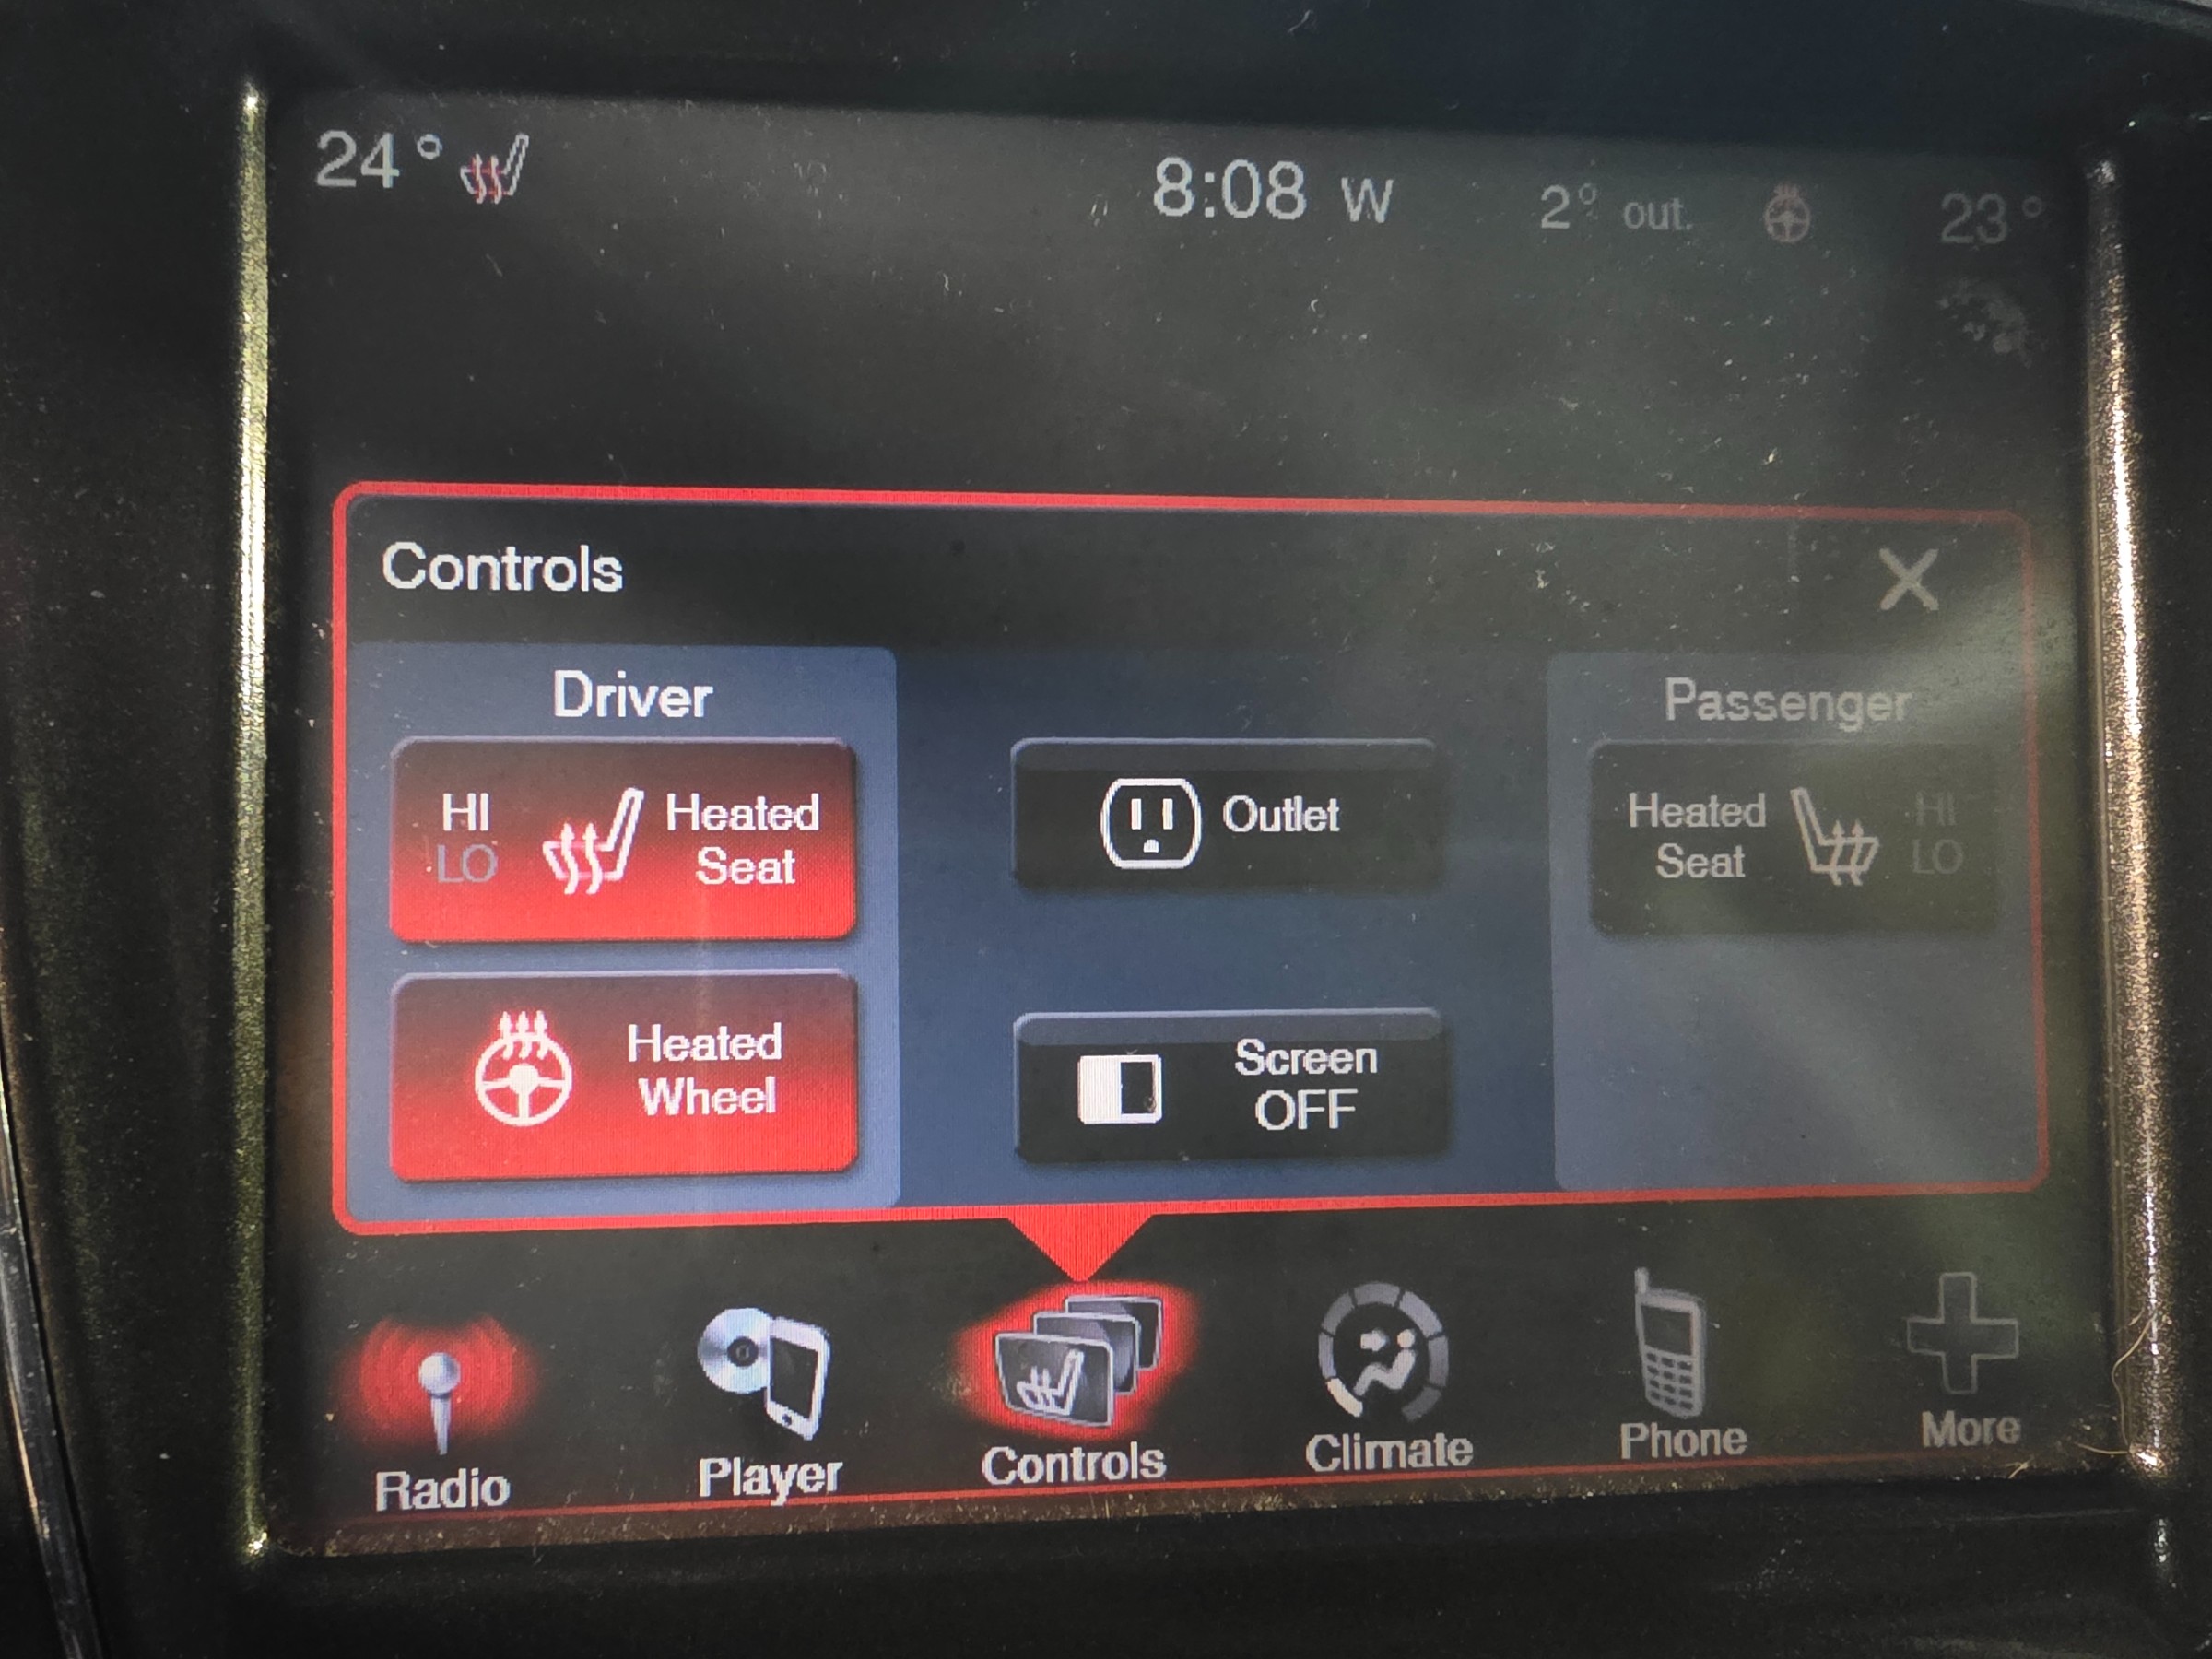 24°
8:08 W
2° out.
23°
Controls
Driver
HI
LO
Heated
Seat
Heated
Wheel
Outlet
Screen
OFF
Passenger
Heated
Seat
HI
LO
Radio
Player
Controls
Climate
Phone
More